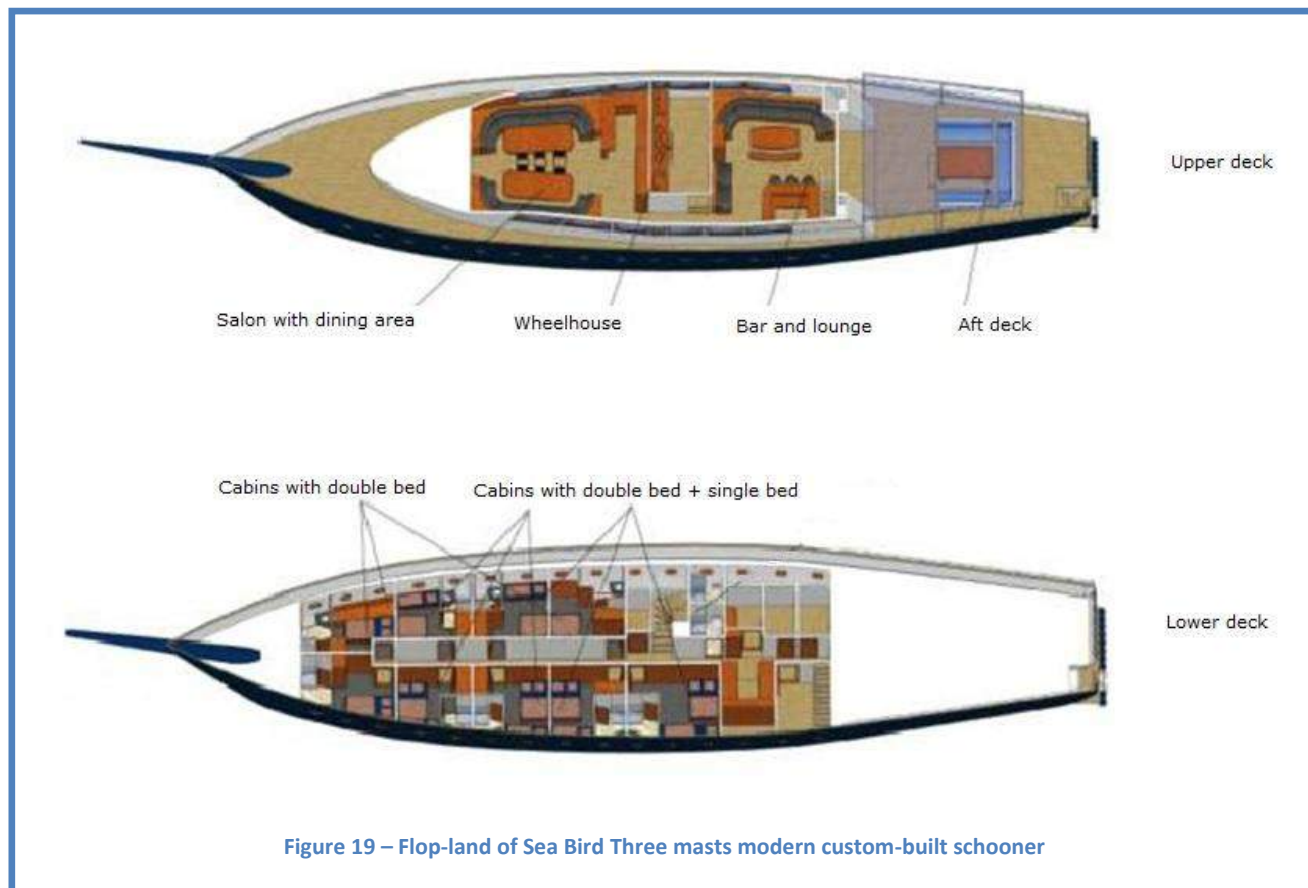 Upper deck
Salon with dining area
Wheelhouse
Bar and lounge
Aft deck
Cabins with double bed
Cabins with double bed + single bed
Lower deck
Figure 19 – Flop-land of Sea Bird Three masts modern custom-built schooner